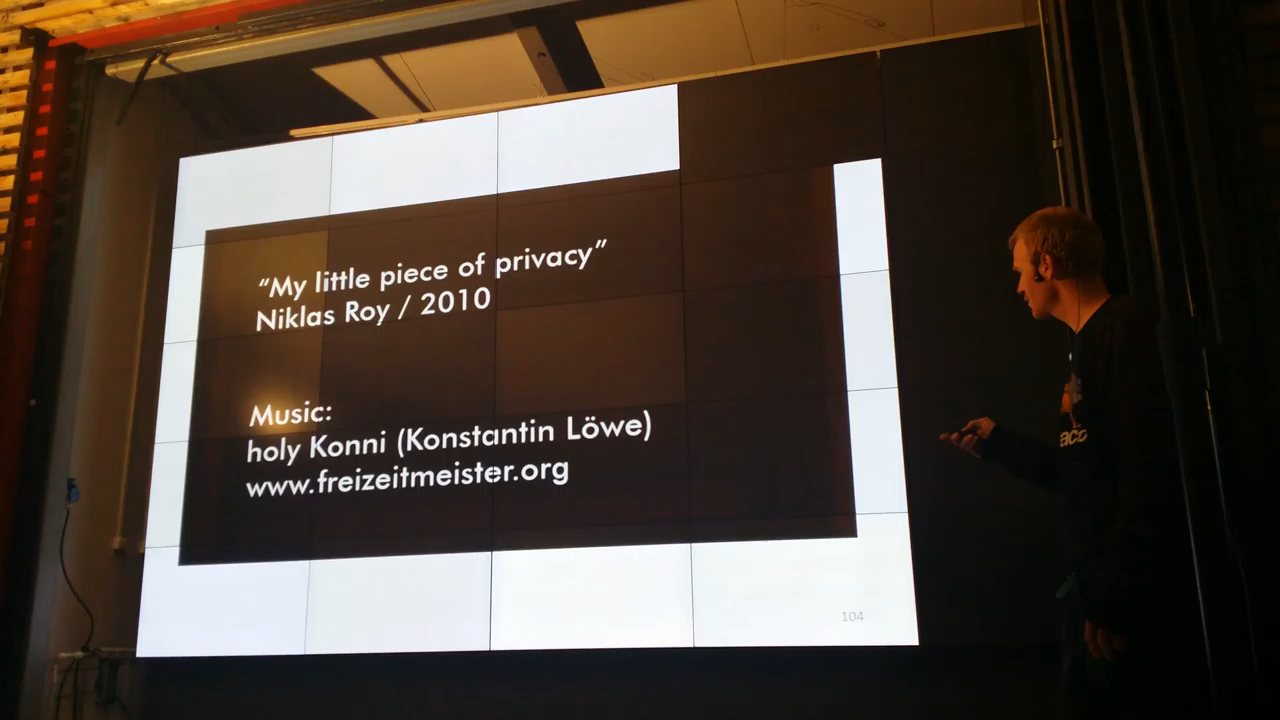 “My little piece of privacy”
Niklas Roy / 2010
Music:
holy Konni (Konstantin Löwe)
www.freizeitmeister.org
104